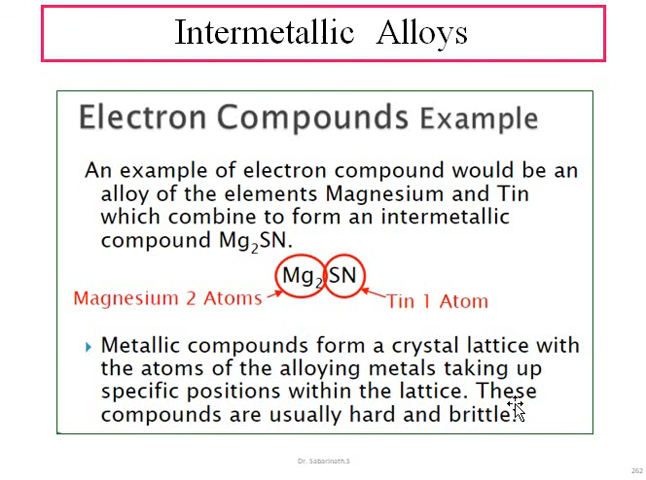 Intermetallic Alloys
Electron Compounds Example
An example of electron compound would be an
alloy of the elements Magnesium and Tin
which combine to form an intermetallic
compound Mg₂SN.
Mg₂SN
Magnesium 2 Atoms
Tin 1 Atom
Metallic compounds form a crystal lattice with
the atoms of the alloying metals taking up
specific positions within the lattice. These
compounds are usually hard and brittle.
Dr. Sabarinath.S
262